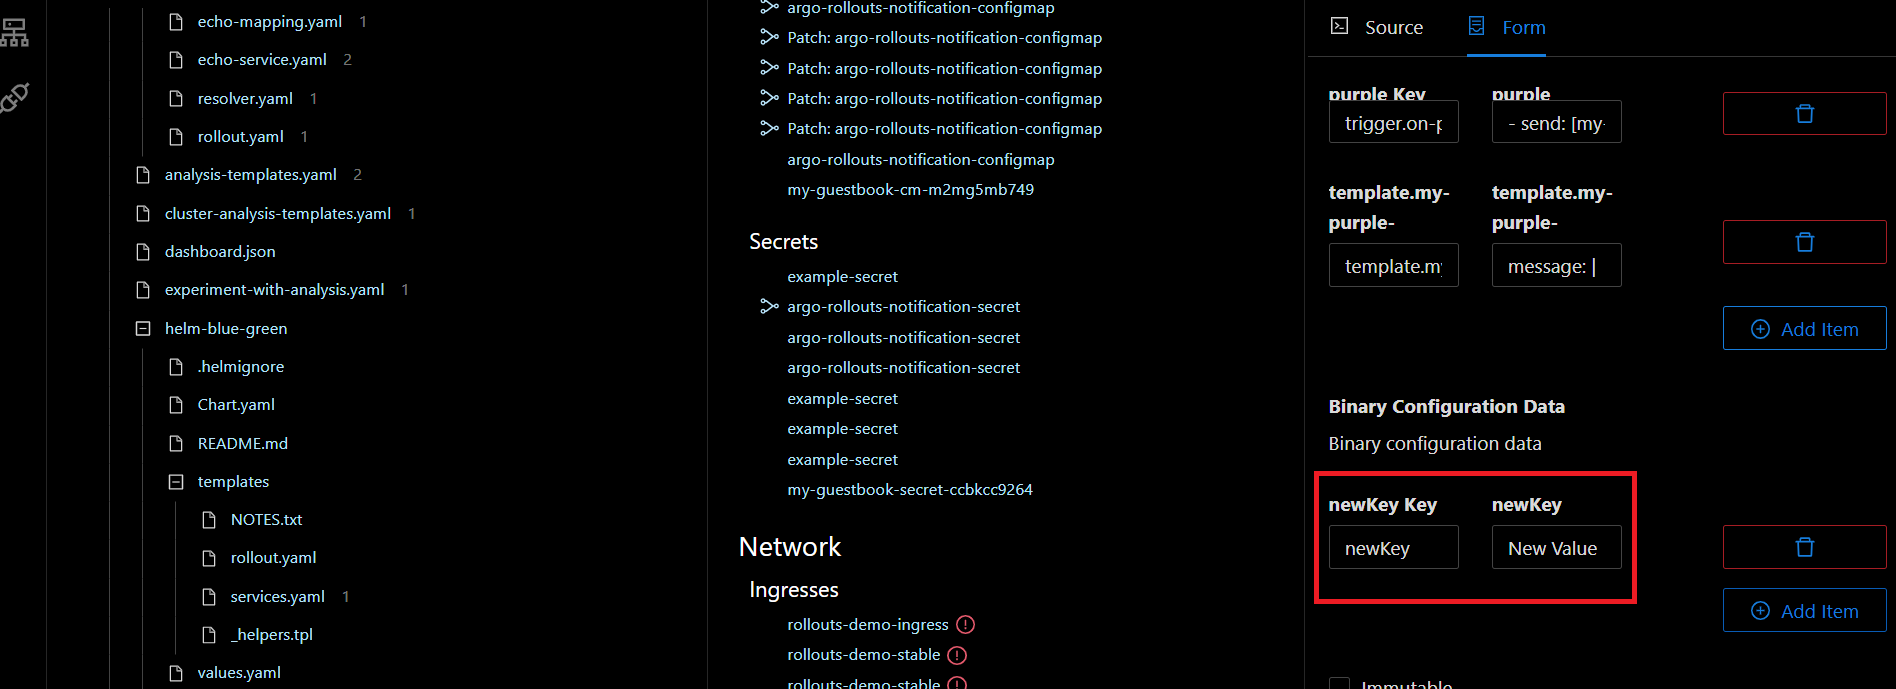 echo-mapping.yaml 1
echo-service.yaml 2
resolver.yaml 1
rollout.yaml 1
analysis-templates.yaml 2
cluster-analysis-templates.yaml 1
dashboard.json
experiment-with-analysis.yaml 1
helm-blue-green
.helmignore
Chart.yaml
README.md
templates
NOTES.txt
rollout.yaml
services.yaml 1
_helpers.tpl
values.yaml
argo-rollouts-notification-configmap
Patch: argo-rollouts-notification-configmap
Patch: argo-rollouts-notification-configmap
Patch: argo-rollouts-notification-configmap
Patch: argo-rollouts-notification-configmap
argo-rollouts-notification-configmap
my-guestbook-cm-m2mg5mb749
Secrets
example-secret
argo-rollouts-notification-secret
argo-rollouts-notification-secret
argo-rollouts-notification-secret
example-secret
example-secret
example-secret
my-guestbook-secret-ccbkcc9264
Network
Ingresses
rollouts-demo-ingress
rollouts-demo-stable
rollouts-demo-stable
Source Form
purple Key purple
trigger.on-p - send: [my-
template.my- template.my-
purple- purple-
template.my message: |
Add Item
Binary Configuration Data
Binary configuration data
newKey Key newKey
newKey New Value
Add Item
Immutable